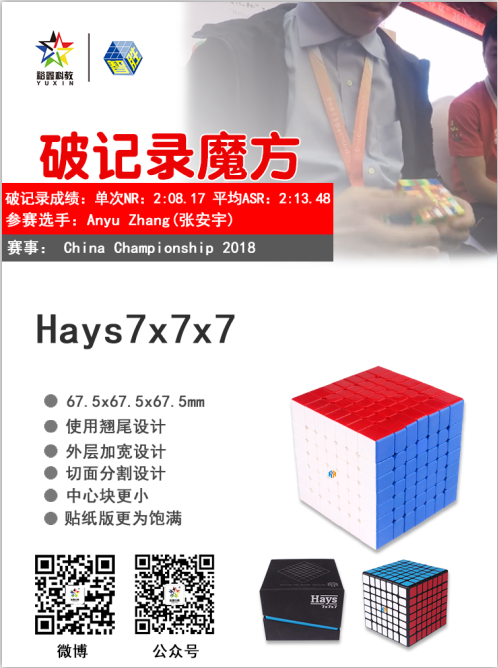 裕鑫科教
YUXIN
破记录魔方
破记录成绩：单次NR：2:08.17 平均ASR：2:13.48
参赛选手：Anyu Zhang(张安宇)
赛事： China Championship 2018
Hays7x7x7
67.5x67.5x67.5mm
使用翘尾设计
外层加宽设计
切面分割设计
中心块更小
贴纸版更为饱满
Hays
7x7x7
微博
公众号